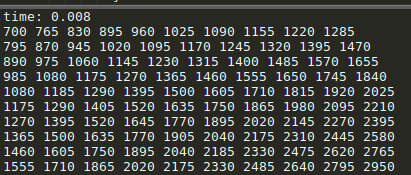 time: 0.008
700 765 830 895 960 1025 1090 1155 1220 1285
795 870 945 1020 1095 1170 1245 1320 1395 1470
890 975 1060 1145 1230 1315 1400 1485 1570 1655
985 1080 1175 1270 1365 1460 1555 1650 1745 1840
1080 1185 1290 1395 1500 1605 1710 1815 1920 2025
1175 1290 1405 1520 1635 1750 1865 1980 2095 2210
1270 1395 1520 1645 1770 1895 2020 2145 2270 2395
1365 1500 1635 1770 1905 2040 2175 2310 2445 2580
1460 1605 1750 1895 2040 2185 2330 2475 2620 2765
1555 1710 1865 2020 2175 2330 2485 2640 2795 2950